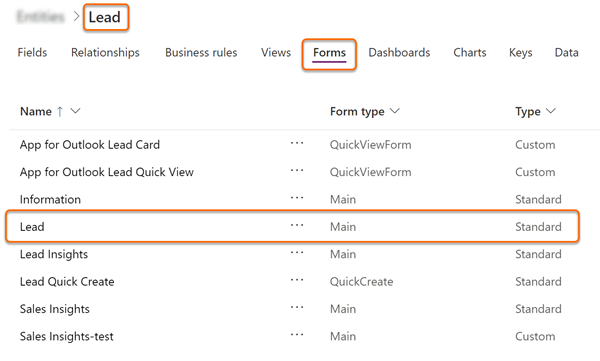 > Lead
Fields Relationships Business rules Views Forms Dashboards Charts Keys Data
Name ↑ Form type Type
App for Outlook Lead Card ··· QuickViewForm Custom
App for Outlook Lead Quick View ··· QuickViewForm Custom
Information ··· Main Standard
Lead ··· Main Standard
Lead Insights ··· Main Standard
Lead Quick Create ··· QuickCreate Standard
Sales Insights ··· Main Standard
Sales Insights-test ··· Main Custom